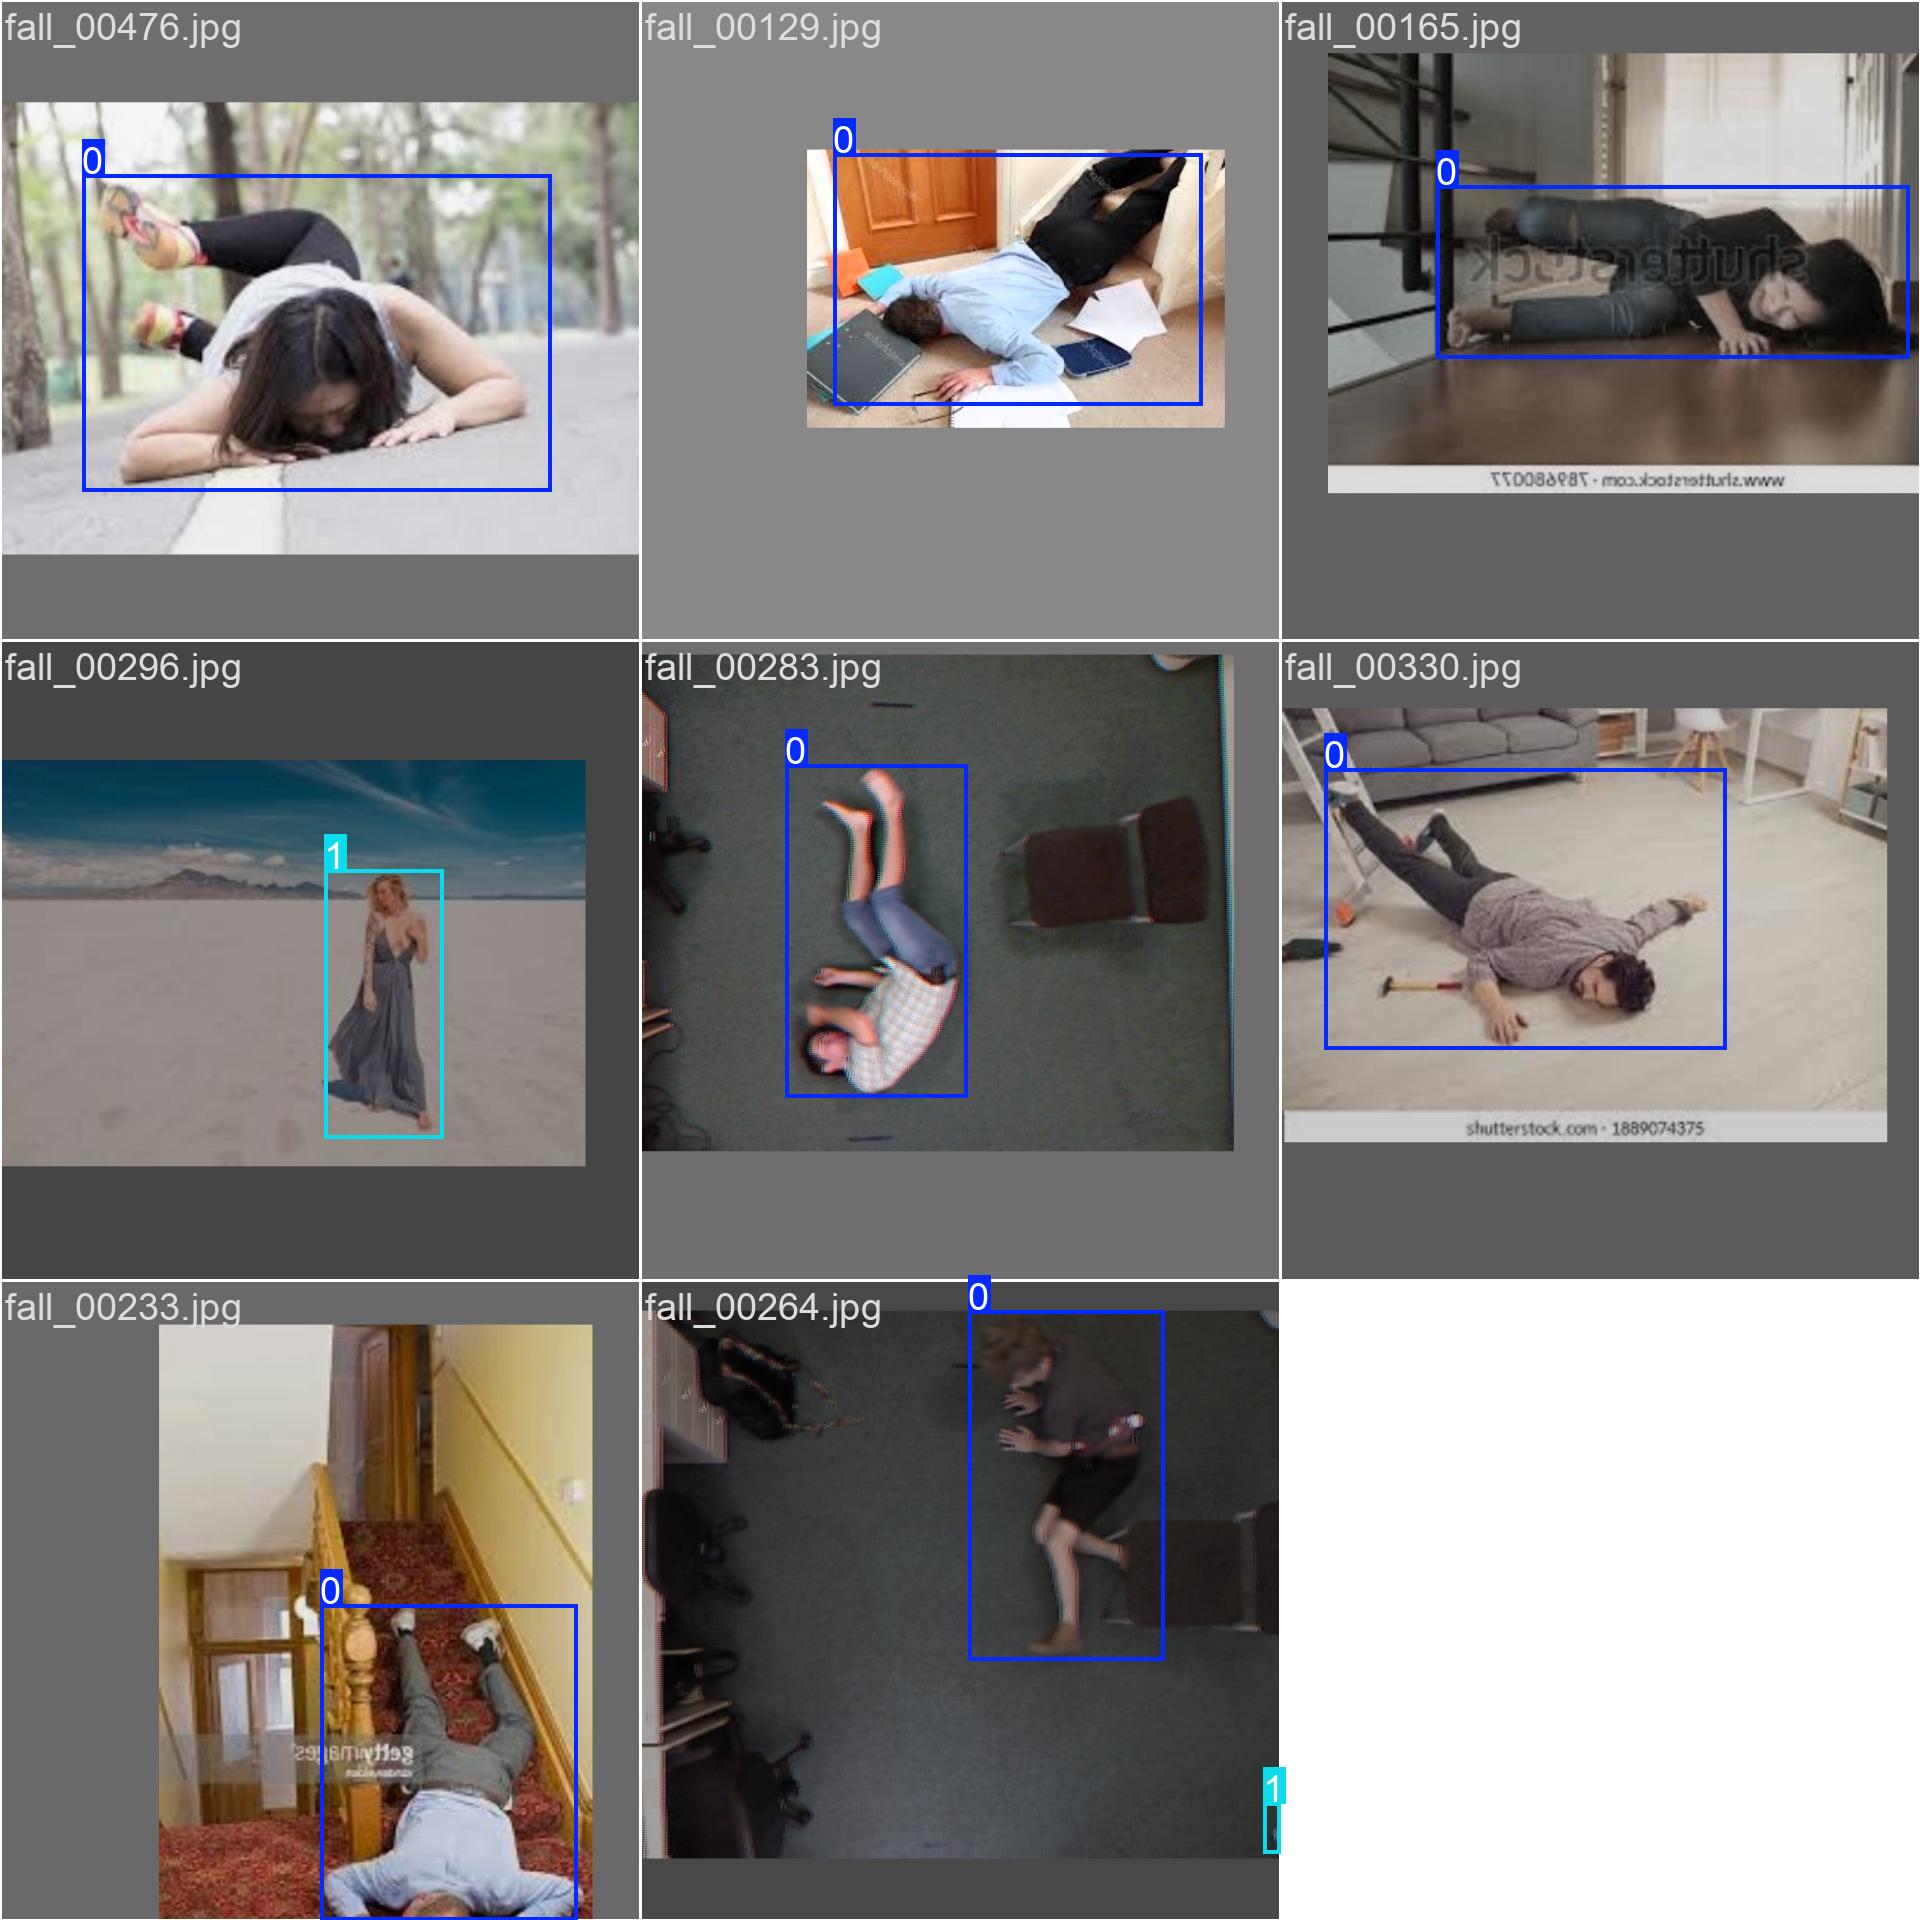 fall_00476.jpg
fall_00129.jpg
fall_00165.jpg
0
0
0
shutterstock
www.shutterstock.com · 789680077
fall_00296.jpg
fall_00283.jpg
fall_00330.jpg
1
0
0
shutterstock.com · 1889074375
fall_00233.jpg
fall_00264.jpg
0
0
gettyimages
1